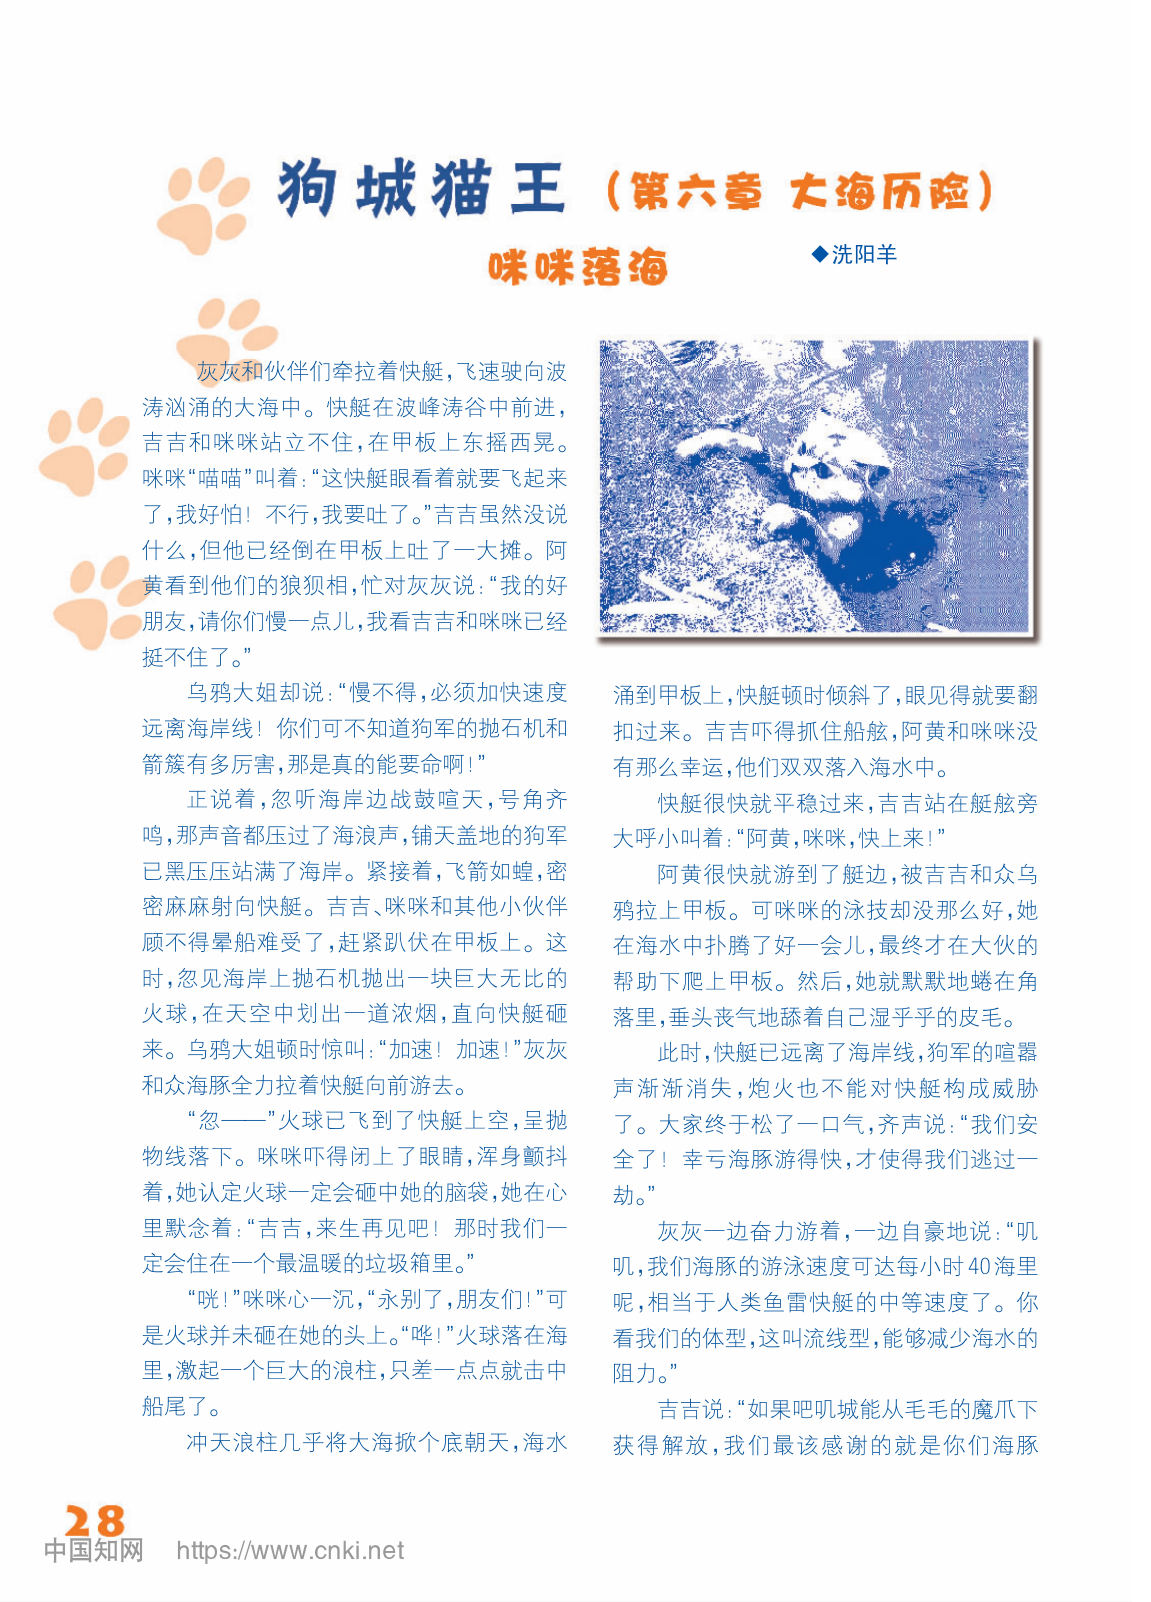 狗城猫王（第六章 大海历险）
咪咪落海
◆洗阳羊
灰灰和伙伴们牵拉着快艇，飞速驶向波
涛汹涌的大海中。快艇在波峰涛谷中前进，
吉吉和咪咪站立不住，在甲板上东摇西晃。
咪咪“喵喵”叫着：“这快艇眼看着就要飞起来
了，我好怕！不行，我要吐了。”吉吉虽然没说
什么，但他已经倒在甲板上吐了一大摊。阿
黄看到他们的狼狈相，忙对灰灰说：“我的好
朋友，请你们慢一点儿，我看吉吉和咪咪已经
挺不住了。”
乌鸦大姐却说：“慢不得，必须加快速度
远离海岸线！你们可不知道狗军的抛石机和
箭簇有多厉害，那是真的能要命啊！”
正说着，忽听海岸边战鼓喧天，号角齐
鸣，那声音都压过了海浪声，铺天盖地的狗军
已黑压压站满了海岸。紧接着，飞箭如蝗，密
密麻麻射向快艇。吉吉、咪咪和其他小伙伴
顾不得晕船难受了，赶紧趴伏在甲板上。这
时，忽见海岸上抛石机抛出一块巨大无比的
火球，在天空中划出一道浓烟，直向快艇砸
来。乌鸦大姐顿时惊叫：“加速！加速！”灰灰
和众海豚全力拉着快艇向前游去。
“忽——”火球已飞到了快艇上空，呈抛
物线落下。咪咪吓得闭上了眼睛，浑身颤抖
着，她认定火球一定会砸中她的脑袋，她在心
里默念着：“吉吉，来生再见吧！那时我们一
定会住在一个最温暖的垃圾箱里。”
“咣！”咪咪心一沉，“永别了，朋友们！”可
是火球并未砸在她的头上。“哗！”火球落在海
里，激起一个巨大的浪柱，只差一点点就击中
船尾了。
冲天浪柱几乎将大海掀个底朝天，海水
涌到甲板上，快艇顿时倾斜了，眼见得就要翻
扣过来。吉吉吓得抓住船舷，阿黄和咪咪没
有那么幸运，他们双双落入海水中。
快艇很快就平稳过来，吉吉站在艇舷旁
大呼小叫着：“阿黄，咪咪，快上来！”
阿黄很快就游到了艇边，被吉吉和众乌
鸦拉上甲板。可咪咪的泳技却没那么好，她
在海水中扑腾了好一会儿，最终才在大伙的
帮助下爬上甲板。然后，她就默默地蜷在角
落里，垂头丧气地舔着自己湿乎乎的皮毛。
此时，快艇已远离了海岸线，狗军的喧嚣
声渐渐消失，炮火也不能对快艇构成威胁
了。大家终于松了一口气，齐声说：“我们安
全了！幸亏海豚游得快，才使得我们逃过一
劫。”
灰灰一边奋力游着，一边自豪地说：“叽
叽，我们海豚的游泳速度可达每小时40海里
呢，相当于人类鱼雷快艇的中等速度了。你
看我们的体型，这叫流线型，能够减少海水的
阻力。”
吉吉说：“如果吧叽城能从毛毛的魔爪下
获得解放，我们最该感谢的就是你们海豚
28
中国知网 https://www.cnki.net